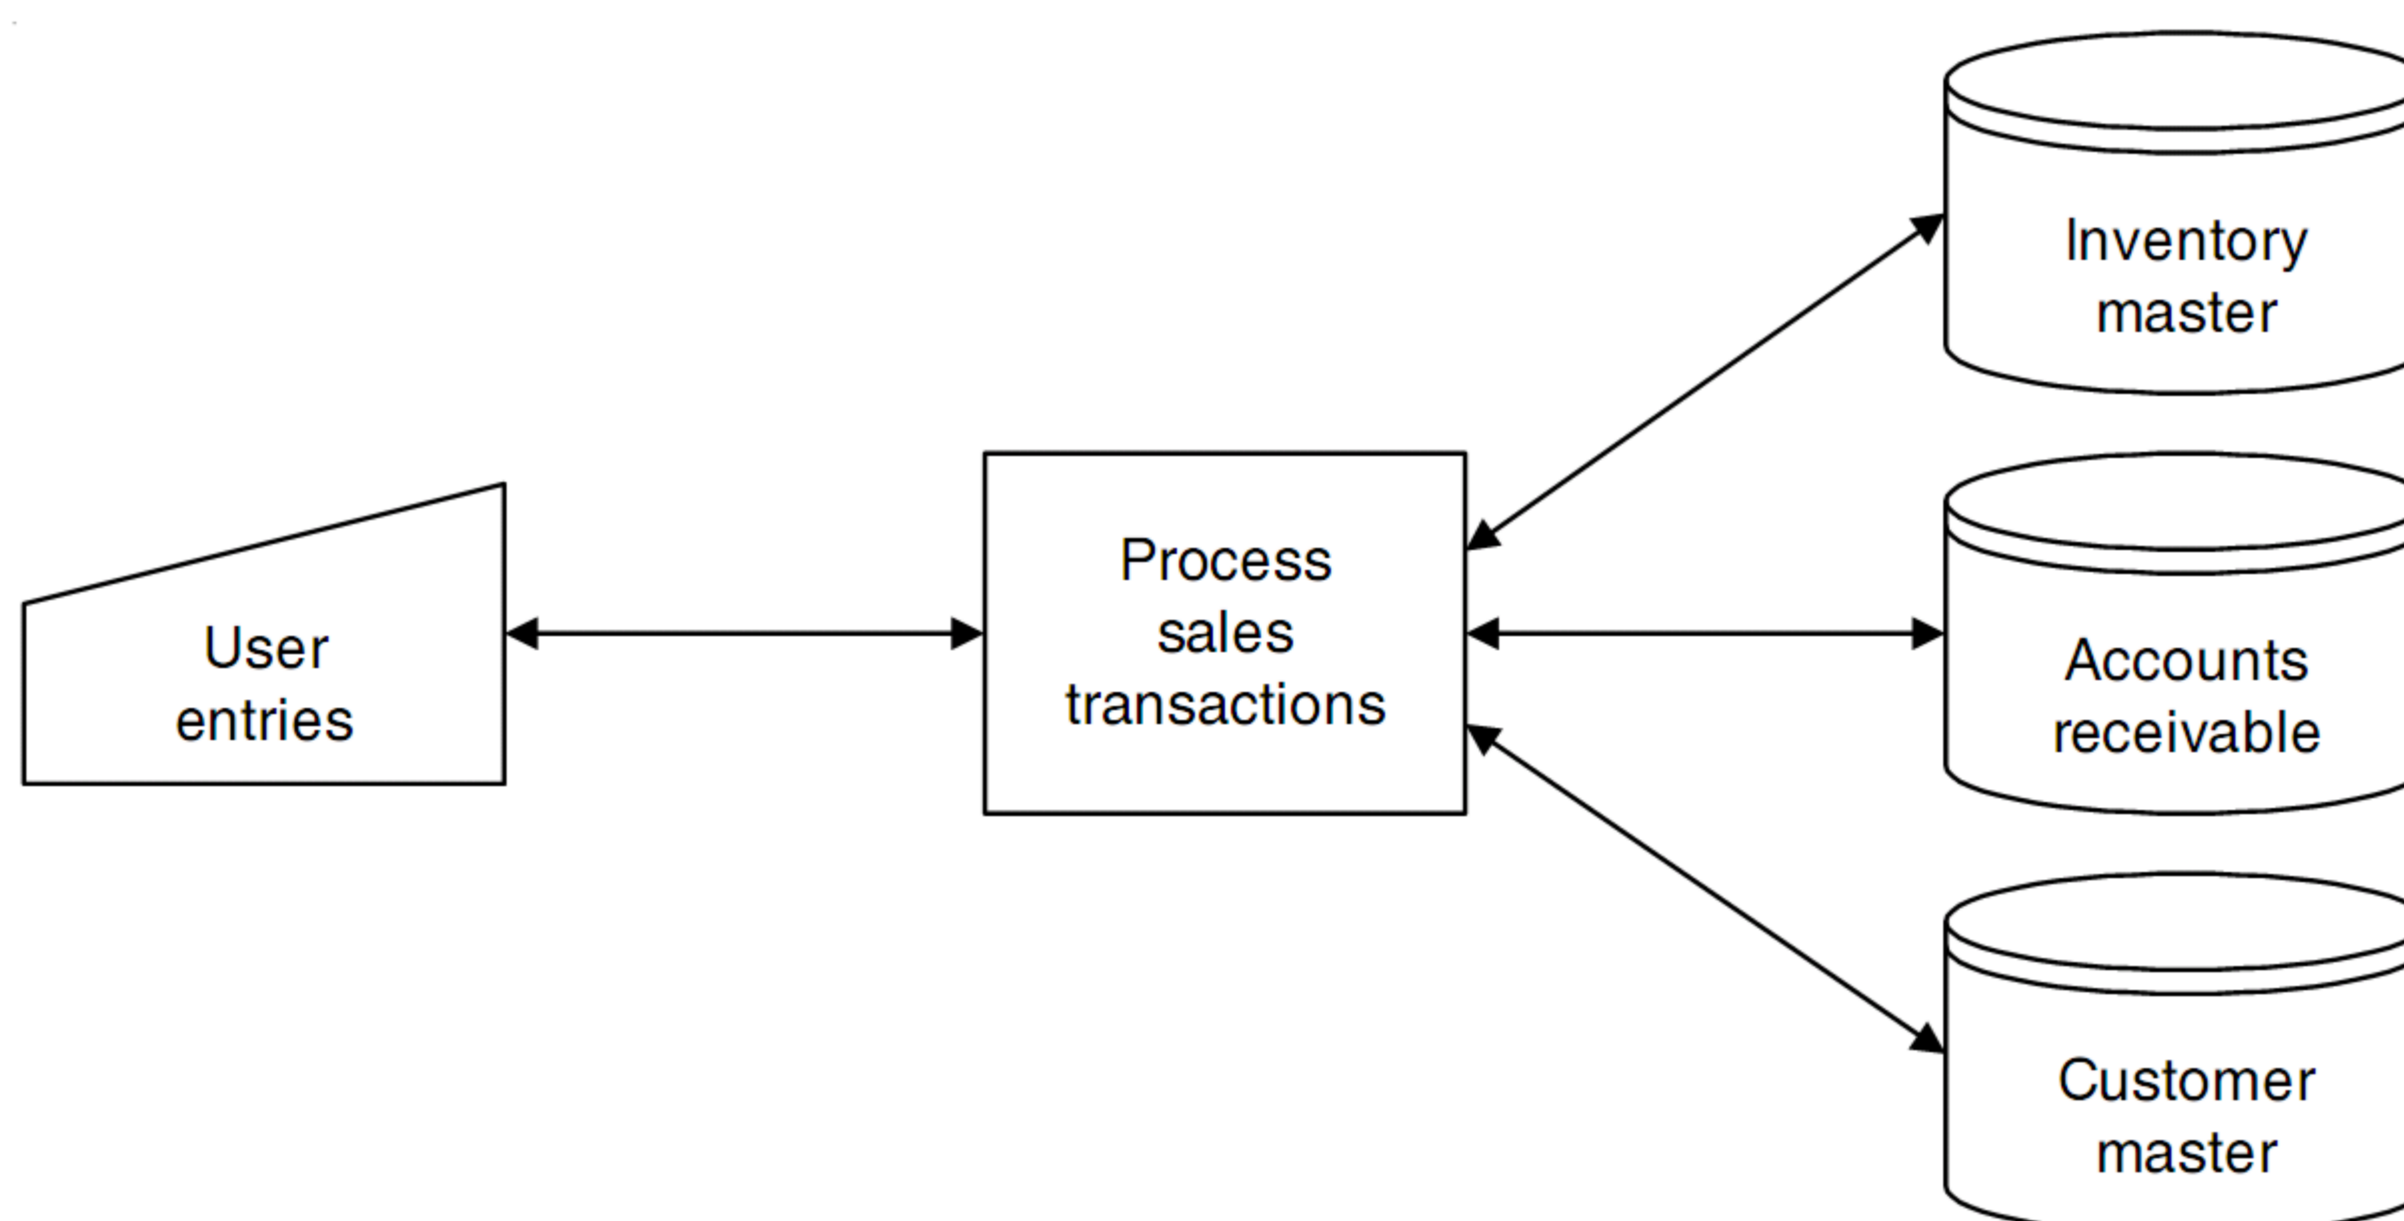 User
entries
Process
sales
transactions
Inventory
master
Accounts
receivable
Customer
master